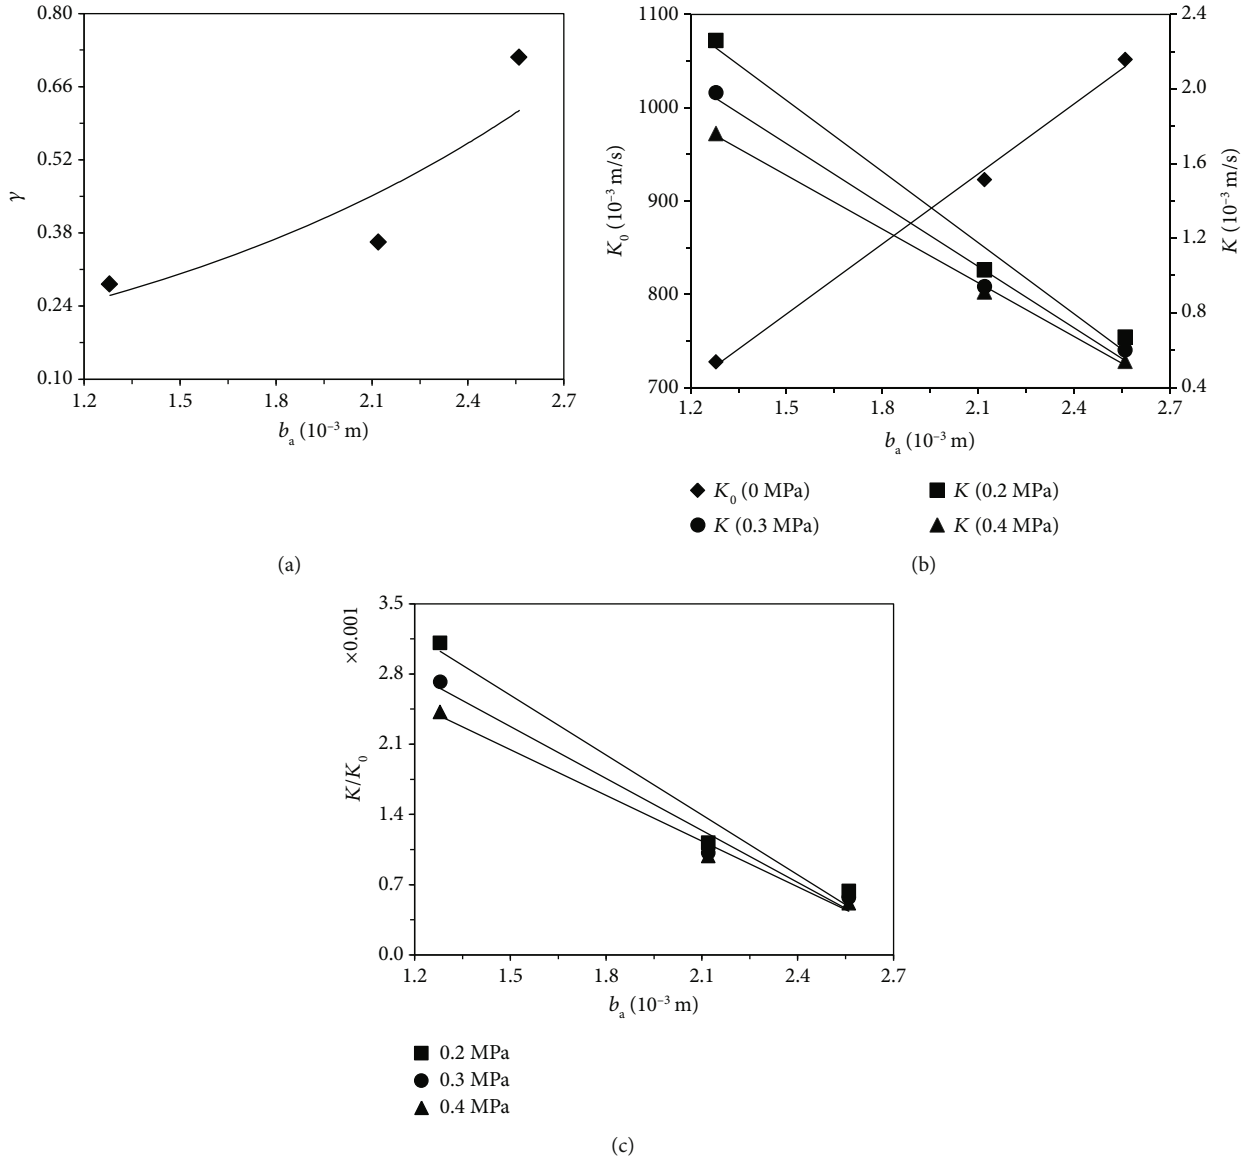 0.80
0.66
0.52
0.38
0.24
0.10
γ
1.2 1.5 1.8 2.1 2.4 2.7
b_a (10⁻³ m)
(a)
1100
1000
900
800
700
K₀ (10⁻³ m/s)
2.4
2.0
1.6
1.2
0.8
0.4
K (10⁻³ m/s)
1.2 1.5 1.8 2.1 2.4 2.7
b_a (10⁻³ m)
K₀ (0 MPa) K (0.2 MPa)
K (0.3 MPa) K (0.4 MPa)
(b)
×0.001
3.5
2.8
2.1
1.4
0.7
0.0
K/K₀
1.2 1.5 1.8 2.1 2.4 2.7
b_a (10⁻³ m)
0.2 MPa
0.3 MPa
0.4 MPa
(c)